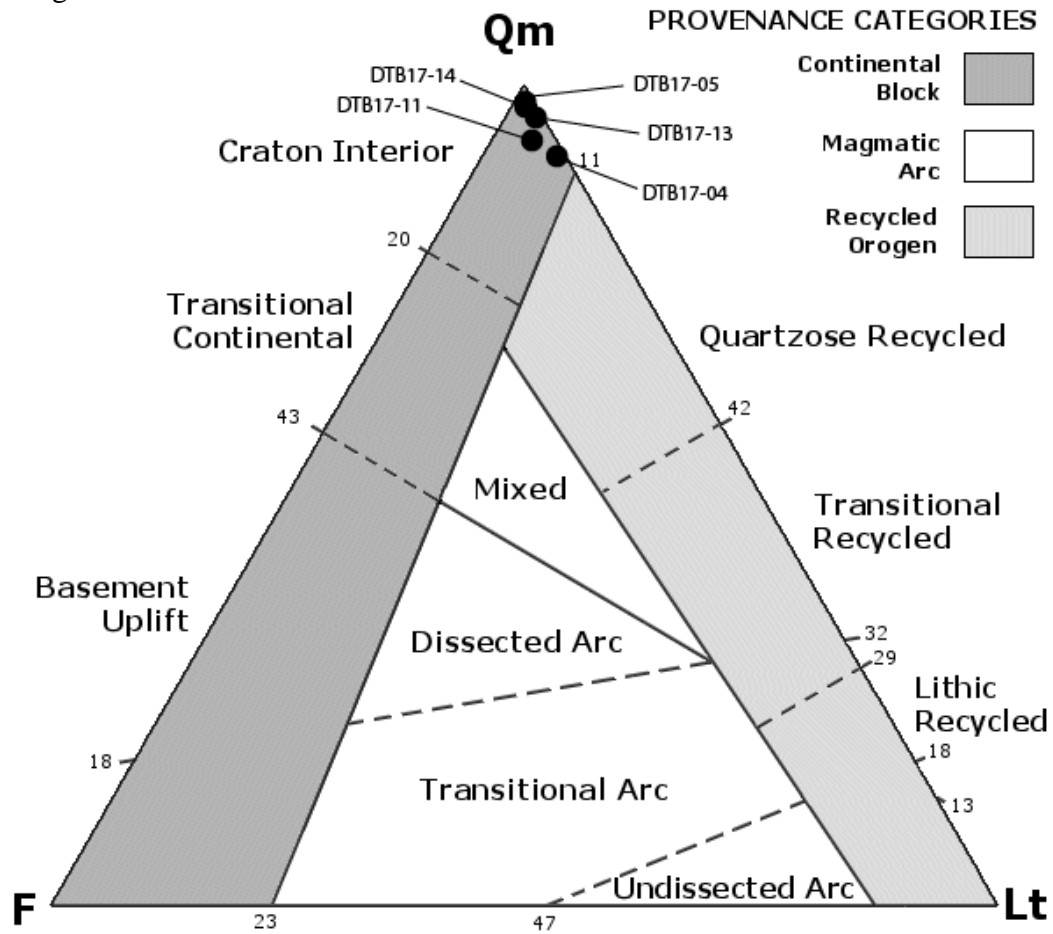 Qm
PROVENANCE CATEGORIES
Continental
Block
Magmatic
Arc
Recycled
Orogen
DTB17-14
DTB17-05
DTB17-11
DTB17-13
Craton Interior
11
DTB17-04
20
Transitional
Continental
Quartzose Recycled
43
42
Mixed
Transitional
Recycled
Basement
Uplift
Dissected Arc
32
29
Lithic
Recycled
18
18
Transitional Arc
13
Undissected Arc
F
Lt
23
47